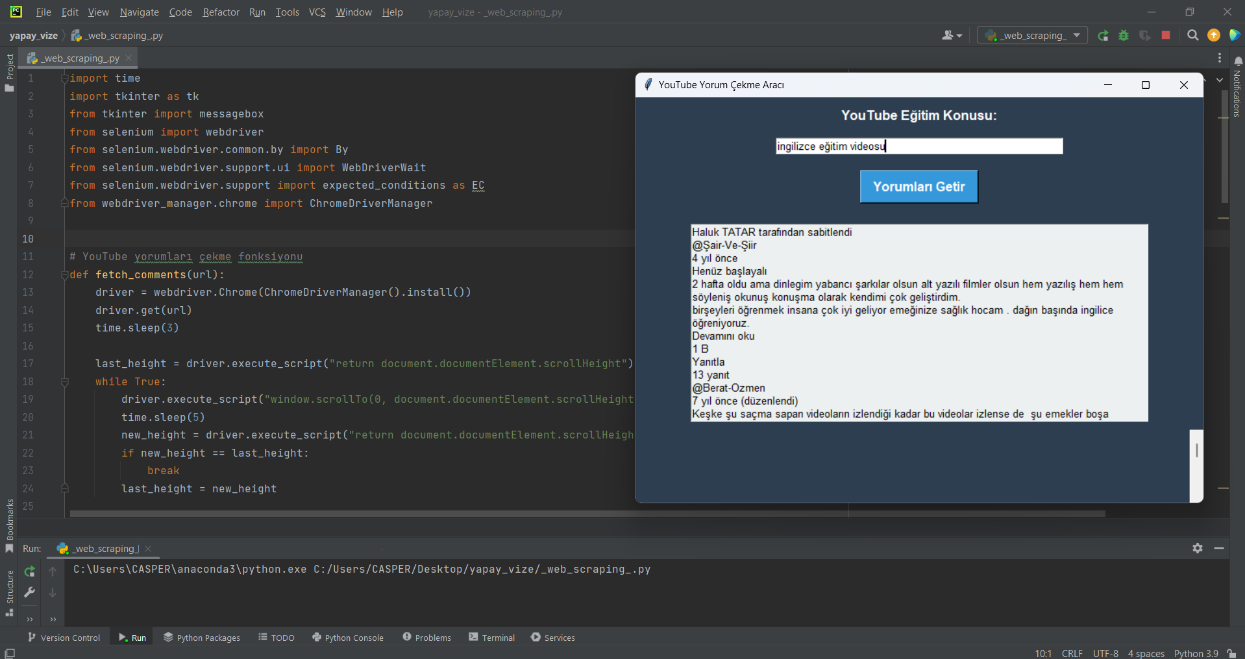 File Edit View Navigate Code Refactor Run Tools VCS Window Help yapay_vize - _web_scraping_.py
yapay_vize _web_scraping_.py _web_scraping_
Project
_web_scraping_.py
Notifications
1 import time
2 import tkinter as tk
3 from tkinter import messagebox
4 from selenium import webdriver
5 from selenium.webdriver.common.by import By
6 from selenium.webdriver.support.ui import WebDriverWait
7 from selenium.webdriver.support import expected_conditions as EC
8 from webdriver_manager.chrome import ChromeDriverManager
9
10
11 # YouTube yorumları çekme fonksiyonu
12 def fetch_comments(url):
13 driver = webdriver.Chrome(ChromeDriverManager().install())
14 driver.get(url)
15 time.sleep(3)
16
17 last_height = driver.execute_script("return document.documentElement.scrollHeight")
18 while True:
19 driver.execute_script("window.scrollTo(0, document.documentElement.scrollHeight
20 time.sleep(5)
21 new_height = driver.execute_script("return document.documentElement.scrollHeigh
22 if new_height == last_height:
23 break
24 last_height = new_height
25
YouTube Yorum Çekme Aracı
YouTube Eğitim Konusu:
ingilizce eğitim videosu
Yorumları Getir
Haluk TATAR tarafından sabitlendi
@Şair-Ve-Şiir
4 yıl önce
Henüz başlayalı
2 hafta oldu ama dinlegim yabancı şarkılar olsun alt yazılı filmler olsun hem yazılış hem hem
söyleniş okunuş konuşma olarak kendimi çok geliştirdim.
birşeyleri öğrenmek insana çok iyi geliyor emeğinize sağlık hocam . dağın başında ingilice
öğreniyoruz.
Devamını oku
1 B
Yanıtla
13 yanıt
@Berat-Ozmen
7 yıl önce (düzenlendi)
Keşke şu saçma sapan videoların izlendiği kadar bu videolar izlense de şu emekler boşa
Bookmarks
Structure
Run: _web_scraping_
C:\Users\CASPER\anaconda3\python.exe C:/Users/CASPER/Desktop/yapay_vize/_web_scraping_.py
Version Control Run Python Packages TODO Python Console Problems Terminal Services
10:1 CRLF UTF-8 4 spaces Python 3.9